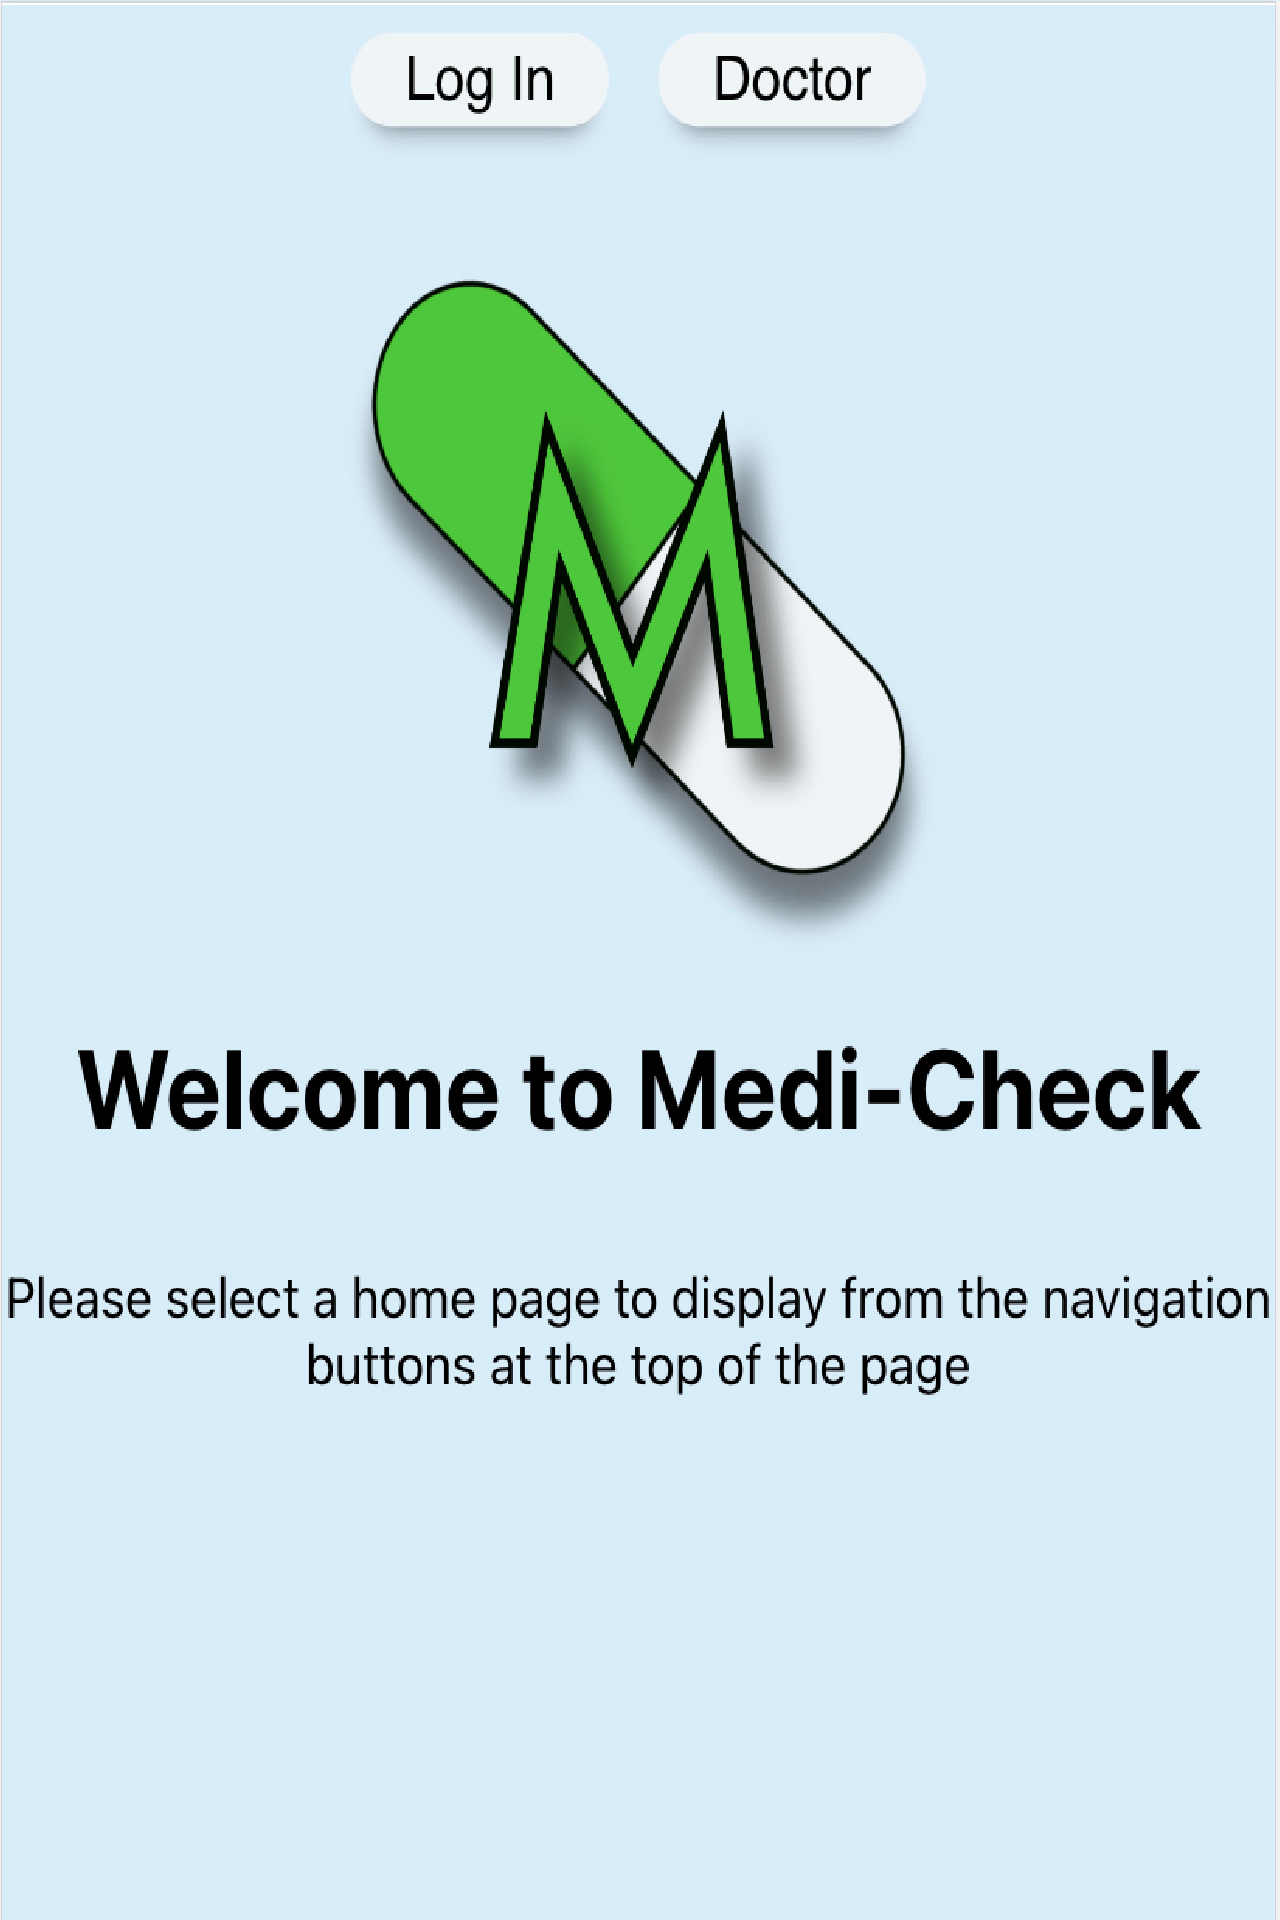 Log In Doctor
M
Welcome to Medi-Check
Please select a home page to display from the navigation
buttons at the top of the page